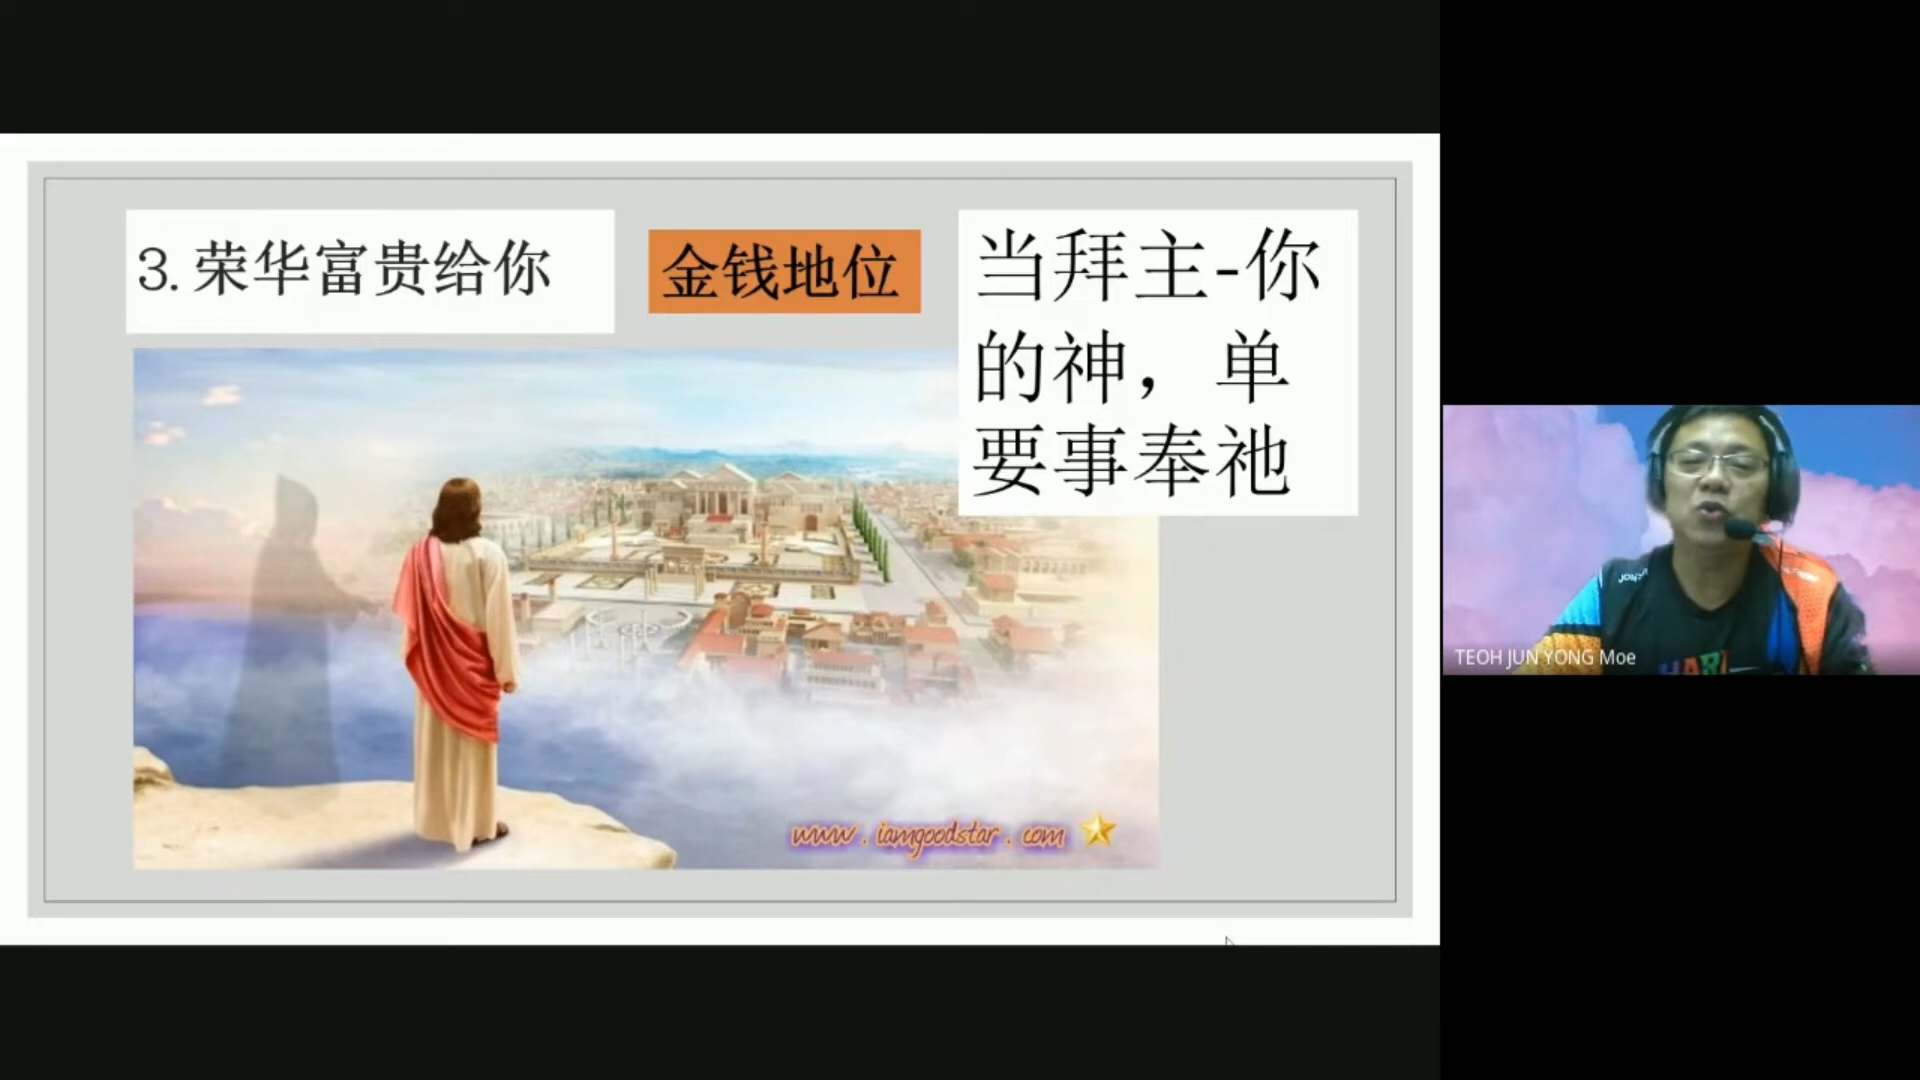 3. 荣华富贵给你
金钱地位
当拜主-你
的神，单
要事奉祂
www.iamgoodstar.com
TEOH JUN YONG Moe